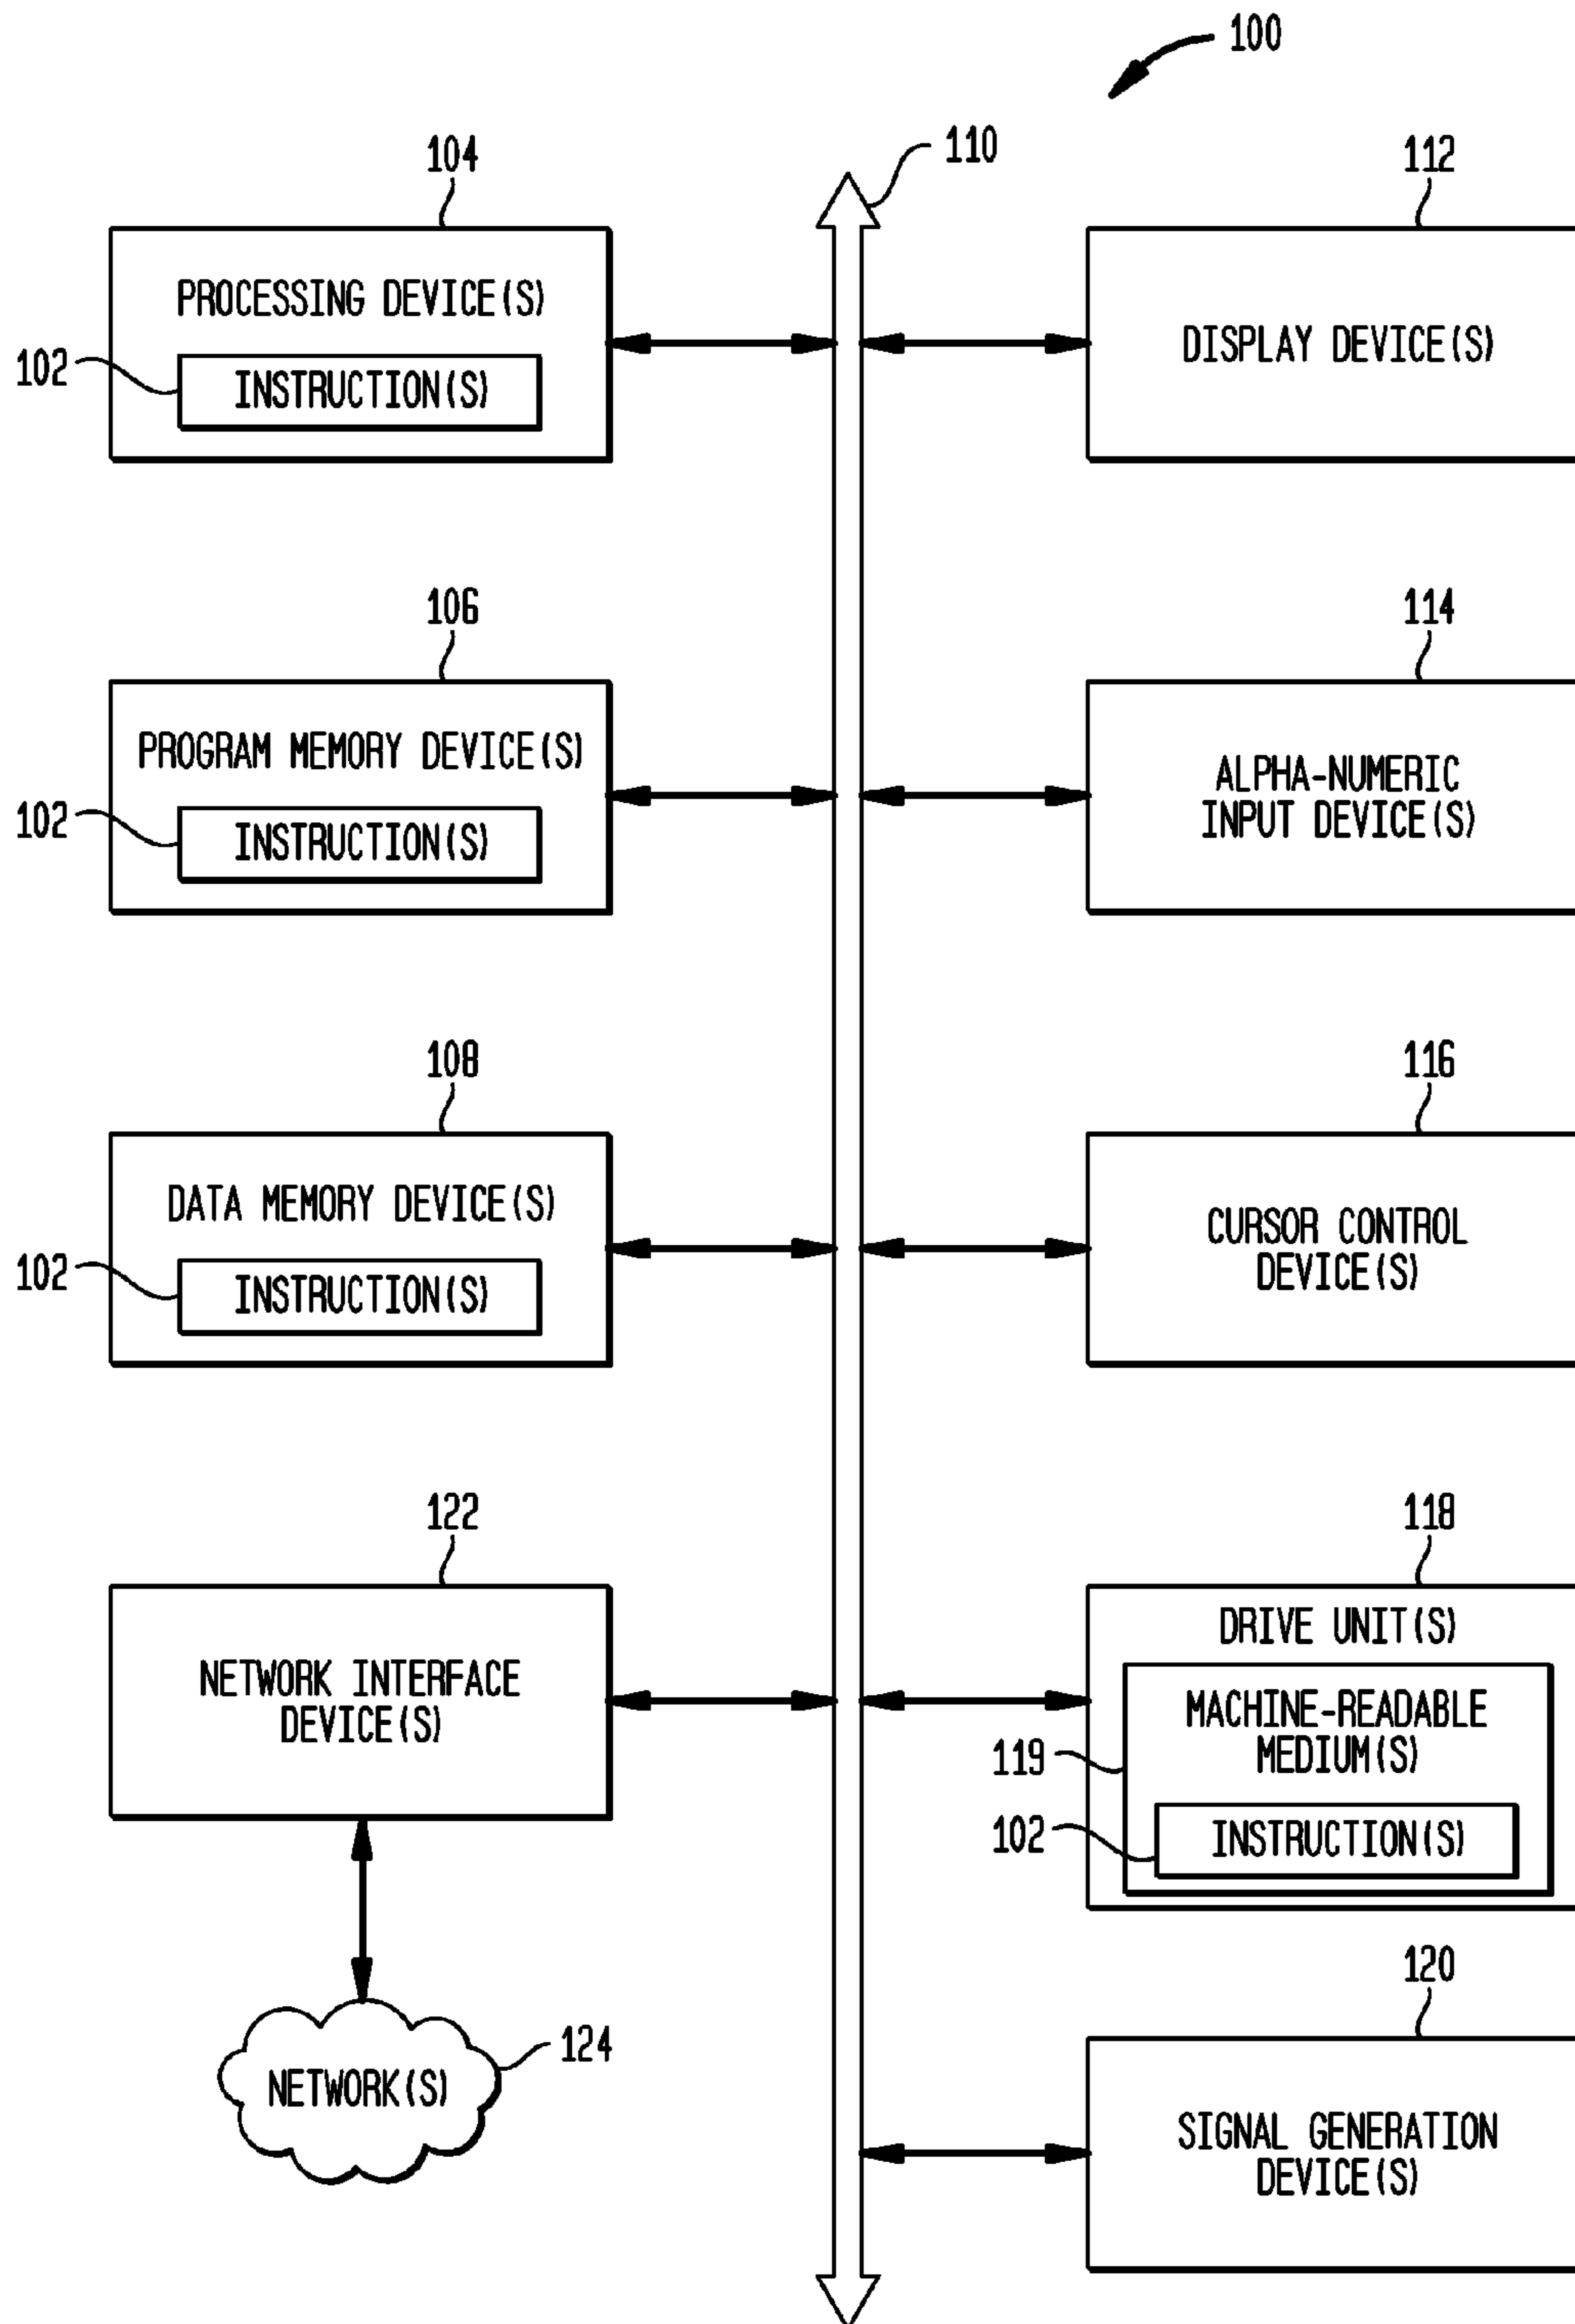 100
110
104
PROCESSING DEVICE(S)
102
INSTRUCTION(S)
112
DISPLAY DEVICE(S)
106
PROGRAM MEMORY DEVICE(S)
102
INSTRUCTION(S)
114
ALPHA-NUMERIC
INPUT DEVICE(S)
108
DATA MEMORY DEVICE(S)
102
INSTRUCTION(S)
116
CURSOR CONTROL
DEVICE(S)
122
NETWORK INTERFACE
DEVICE(S)
118
DRIVE UNIT(S)
MACHINE-READABLE
MEDIUM(S)
119
102
INSTRUCTION(S)
124
NETWORK(S)
120
SIGNAL GENERATION
DEVICE(S)